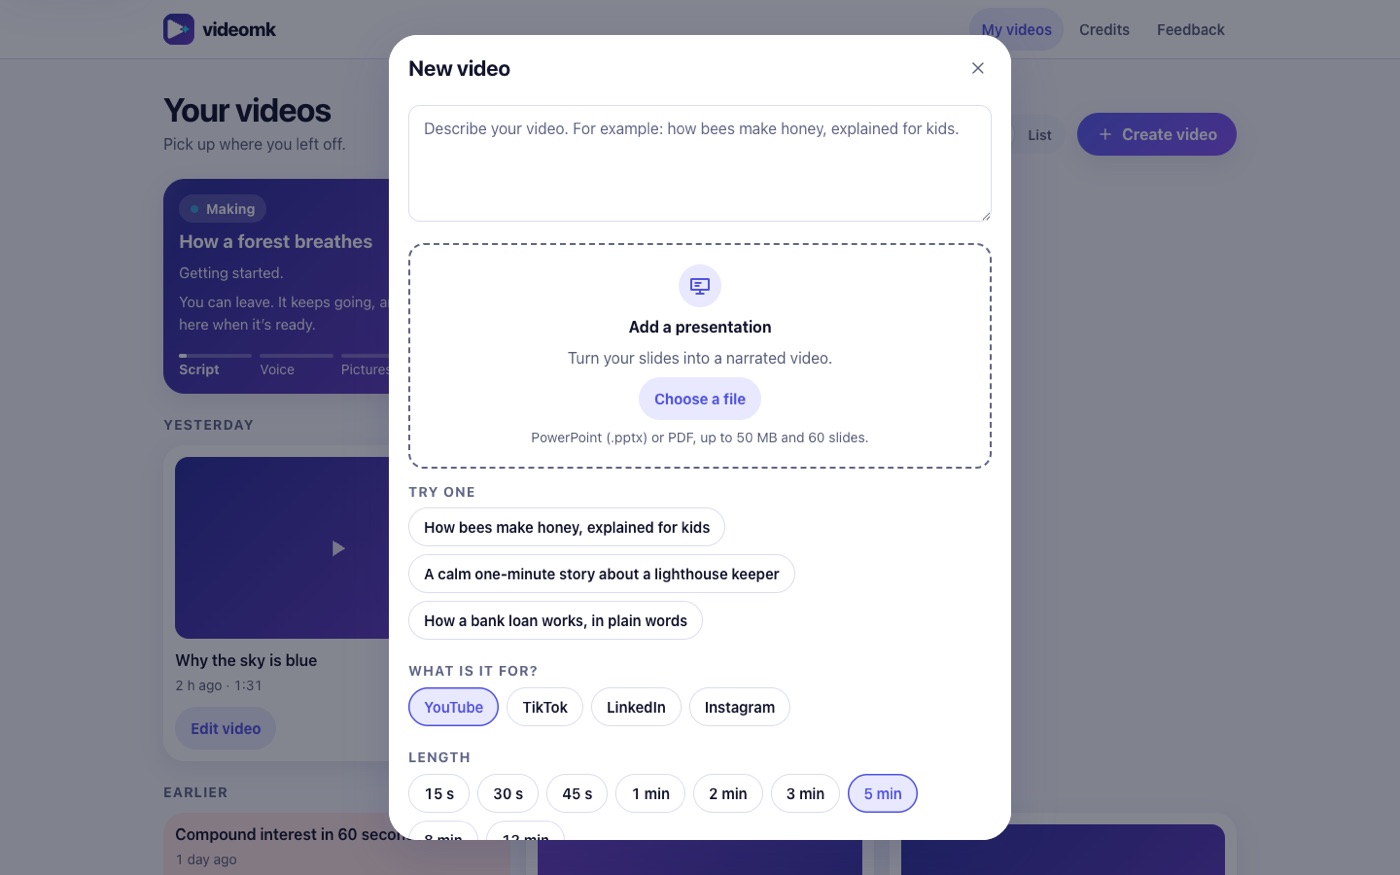 videomk
My videos
Credits
Feedback
Your videos
Pick up where you left off.
List
Create video
Making
How a forest breathes
Getting started.
You can leave. It keeps going,
here when it's ready.
Script
Voice
Pictures
YESTERDAY
Why the sky is blue
2 h ago · 1:31
Edit video
EARLIER
Compound interest in 60
1 day ago
New video
Describe your video. For example: how bees make honey, explained for kids.
Add a presentation
Turn your slides into a narrated video.
Choose a file
PowerPoint (.pptx) or PDF, up to 50 MB and 60 slides.
TRY ONE
How bees make honey, explained for kids
A calm one-minute story about a lighthouse keeper
How a bank loan works, in plain words
WHAT IS IT FOR?
YouTube
TikTok
LinkedIn
Instagram
LENGTH
15 s
30 s
45 s
1 min
2 min
3 min
5 min
8 min